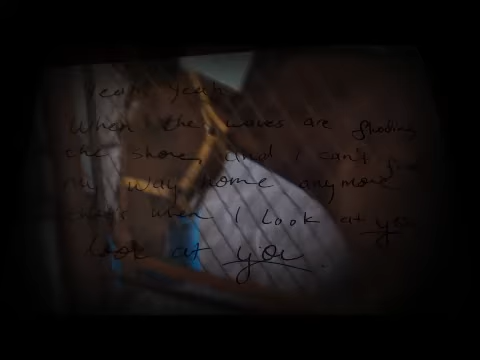 Yeah Yeah
When the waves are flooding
the shore, and I can't
my way home anymore
that's when I look at you
look at you.